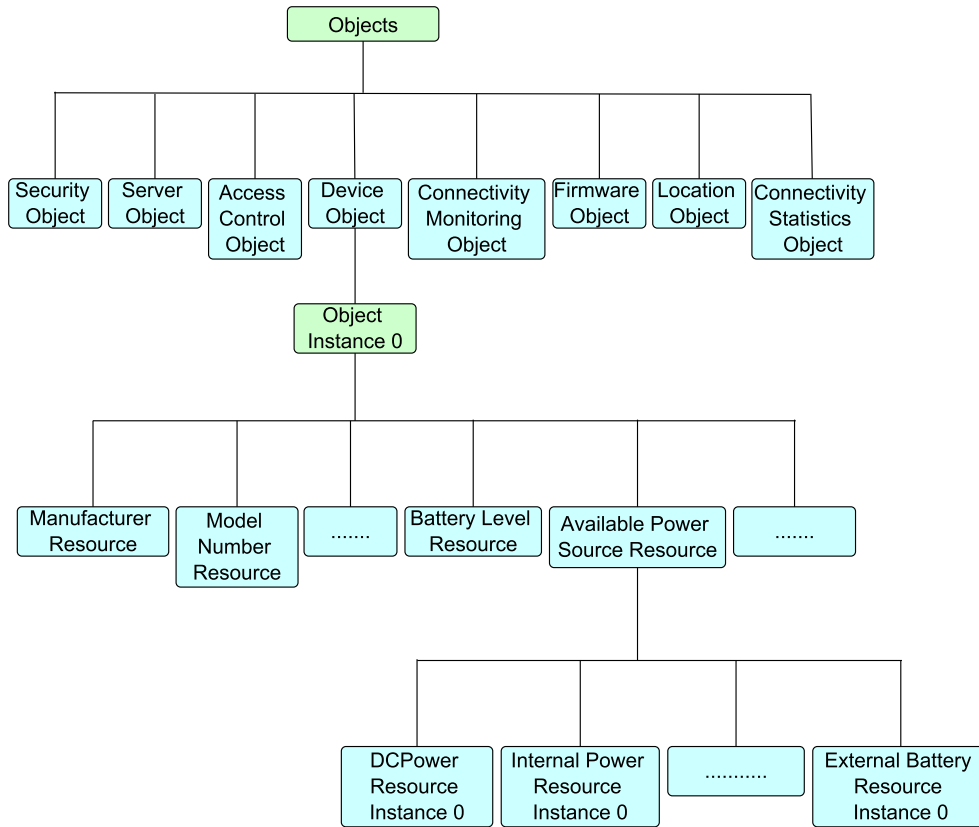 Objects
Security
Object
Server
Object
Access
Control
Object
Device
Object
Connectivity
Monitoring
Object
Firmware
Object
Location
Object
Connectivity
Statistics
Object
Object
Instance 0
Manufacturer
Resource
Model
Number
Resource
.......
Battery Level
Resource
Available Power
Source Resource
.......
DCPower
Resource
Instance 0
Internal Power
Resource
Instance 0
...........
External Battery
Resource
Instance 0